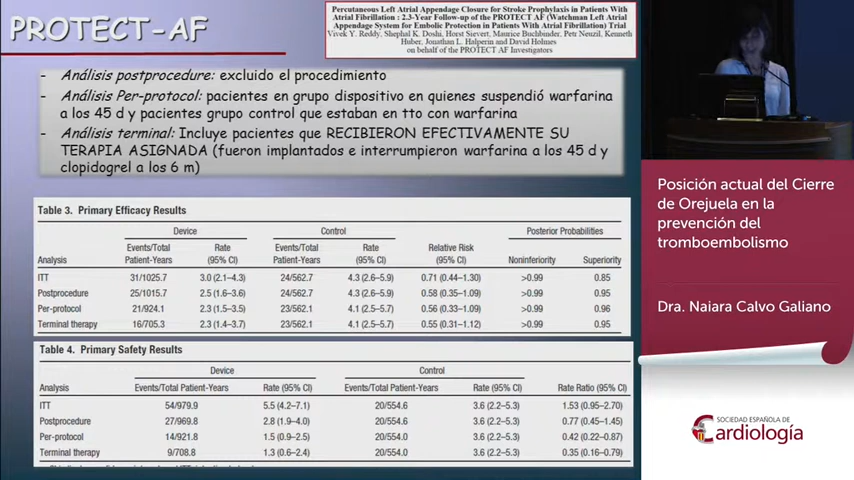 PROTECT-AF
Percutaneous Left Atrial Appendage Closure for Stroke Prophylaxis in Patients With
Atrial Fibrillation : 2.3-Year Follow-up of the PROTECT AF (Watchman Left Atrial
Appendage System for Embolic Protection in Patients With Atrial Fibrillation) Trial
Vivek Y. Reddy, Shephal K. Doshi, Horst Sievert, Maurice Buchbinder, Petr Neuzil, Kenneth
Huber, Jonathan L. Halperin and David Holmes
on behalf of the PROTECT AF Investigators
- Análisis postprocedure: excluido el procedimiento
- Análisis Per-protocol: pacientes en grupo dispositivo en quienes suspendió warfarina
a los 45 d y pacientes grupo control que estaban en tto con warfarina
- Análisis terminal: Incluye pacientes que RECIBIERON EFECTIVAMENTE SU
TERAPIA ASIGNADA (fueron implantados e interrumpieron warfarina a los 45 d y
clopidogrel a los 6 m)
Table 3. Primary Efficacy Results
Device Control Posterior Probabilities
Events/Total Rate Events/Total Rate Relative Risk
Analysis Patient-Years (95% CI) Patient-Years (95% CI) (95% CI) Noninferiority Superiority
ITT 31/1025.7 3.0 (2.1–4.3) 24/562.7 4.3 (2.6–5.9) 0.71 (0.44–1.30) >0.99 0.85
Postprocedure 25/1015.7 2.5 (1.6–3.6) 24/562.7 4.3 (2.6–5.9) 0.58 (0.35–1.09) >0.99 0.95
Per-protocol 21/924.1 2.3 (1.5–3.5) 23/562.1 4.1 (2.5–5.7) 0.56 (0.33–1.09) >0.99 0.96
Terminal therapy 16/705.3 2.3 (1.4–3.7) 23/562.1 4.1 (2.5–5.7) 0.55 (0.31–1.12) >0.99 0.95
Table 4. Primary Safety Results
Device Control
Analysis Events/Total Patient-Years Rate (95% CI) Events/Total Patient-Years Rate (95% CI) Rate Ratio (95% CI)
ITT 54/979.9 5.5 (4.2–7.1) 20/554.6 3.6 (2.2–5.3) 1.53 (0.95–2.70)
Postprocedure 27/969.8 2.8 (1.9–4.0) 20/554.6 3.6 (2.2–5.3) 0.77 (0.45–1.45)
Per-protocol 14/921.8 1.5 (0.9–2.5) 20/554.0 3.6 (2.2–5.3) 0.42 (0.22–0.87)
Terminal therapy 9/708.8 1.3 (0.6–2.4) 20/554.0 3.6 (2.2–5.3) 0.35 (0.16–0.79)
Posición actual del Cierre
de Orejuela en la
prevención del
tromboembolismo
Dra. Naiara Calvo Galiano
SOCIEDAD ESPAÑOLA DE
Cardiología